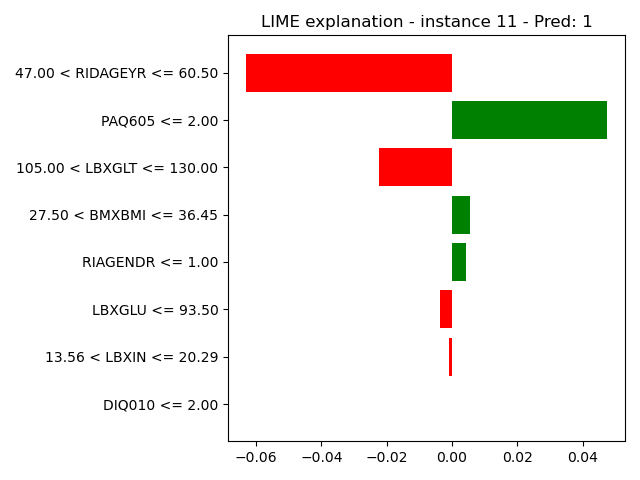 LIME explanation - instance 11 - Pred: 1
47.00 < RIDAGEYR <= 60.50
PAQ605 <= 2.00
105.00 < LBXGLT <= 130.00
27.50 < BMXBMI <= 36.45
RIAGENDR <= 1.00
LBXGLU <= 93.50
13.56 < LBXIN <= 20.29
DIQ010 <= 2.00
−0.06 −0.04 −0.02 0.00 0.02 0.04